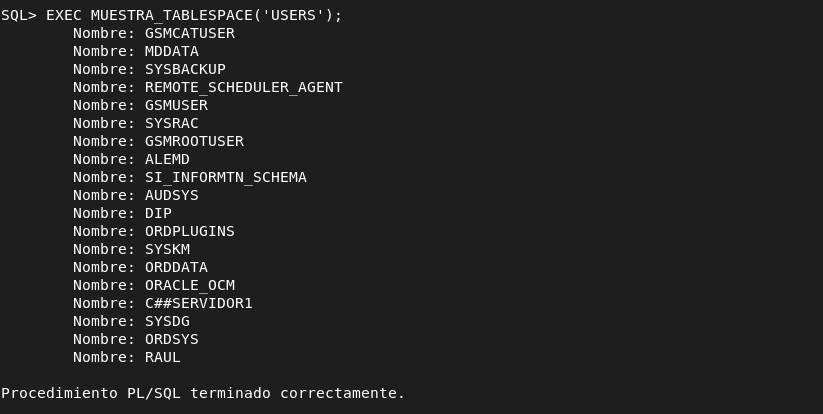 SQL> EXEC MUESTRA_TABLESPACE('USERS');
Nombre: GSMCATUSER
Nombre: MDDATA
Nombre: SYSBACKUP
Nombre: REMOTE_SCHEDULER_AGENT
Nombre: GSMUSER
Nombre: SYSRAC
Nombre: GSMROOTUSER
Nombre: ALEMD
Nombre: SI_INFORMTN_SCHEMA
Nombre: AUDSYS
Nombre: DIP
Nombre: ORDPLUGINS
Nombre: SYSKM
Nombre: ORDDATA
Nombre: ORACLE_OCM
Nombre: C##SERVIDOR1
Nombre: SYSDG
Nombre: ORDSYS
Nombre: RAUL
Procedimiento PL/SQL terminado correctamente.